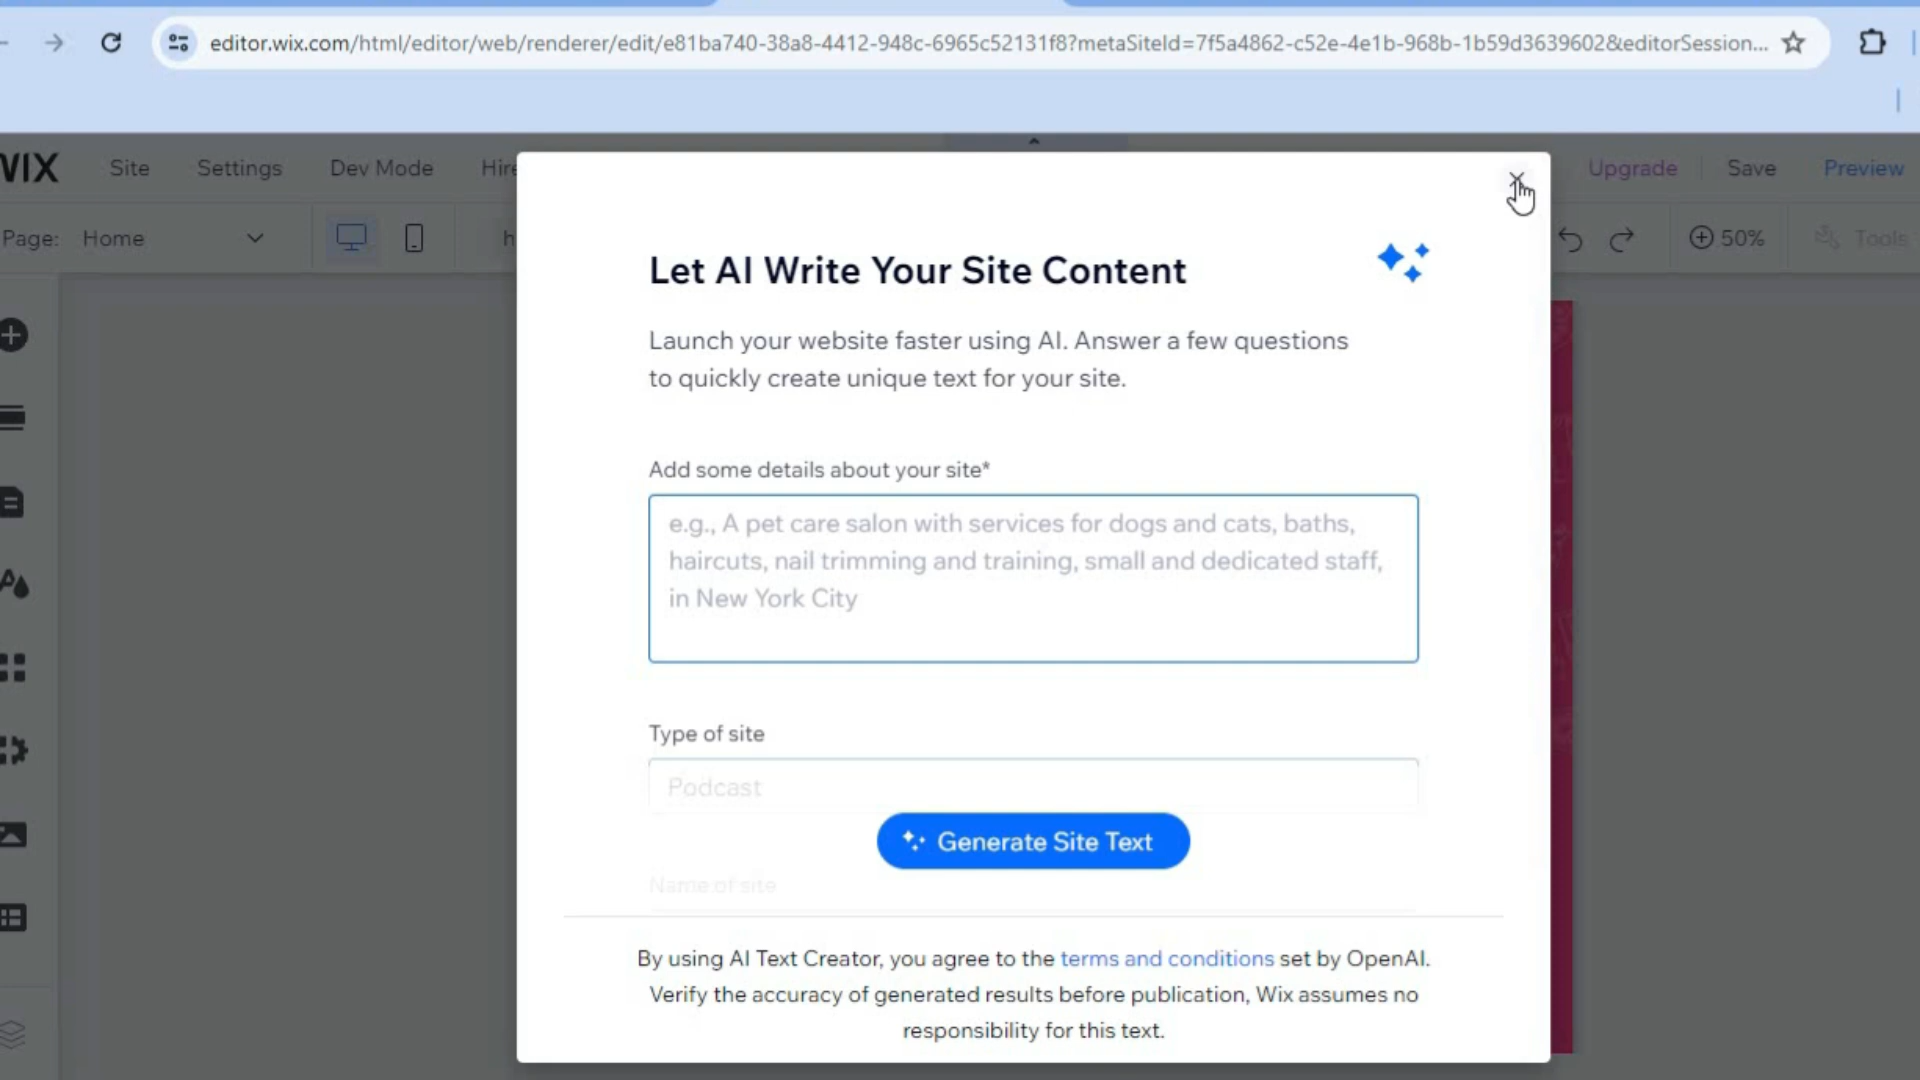 editor.wix.com/html/editor/web/renderer/edit/e81ba740-38a8-4412-948c-6965c52131f8?metaSiteId=7f5a4862-c52e-4e1b-968b-1b59d3639602&editorSession...
WIX Site Settings Dev Mode Hire Upgrade Save Preview
Page: Home h 50% Tools
Let AI Write Your Site Content
Launch your website faster using AI. Answer a few questions
to quickly create unique text for your site.
Add some details about your site*
e.g., A pet care salon with services for dogs and cats, baths,
haircuts, nail trimming and training, small and dedicated staff,
in New York City
Type of site
Podcast
Generate Site Text
Name of site
By using AI Text Creator, you agree to the terms and conditions set by OpenAI.
Verify the accuracy of generated results before publication, Wix assumes no
responsibility for this text.